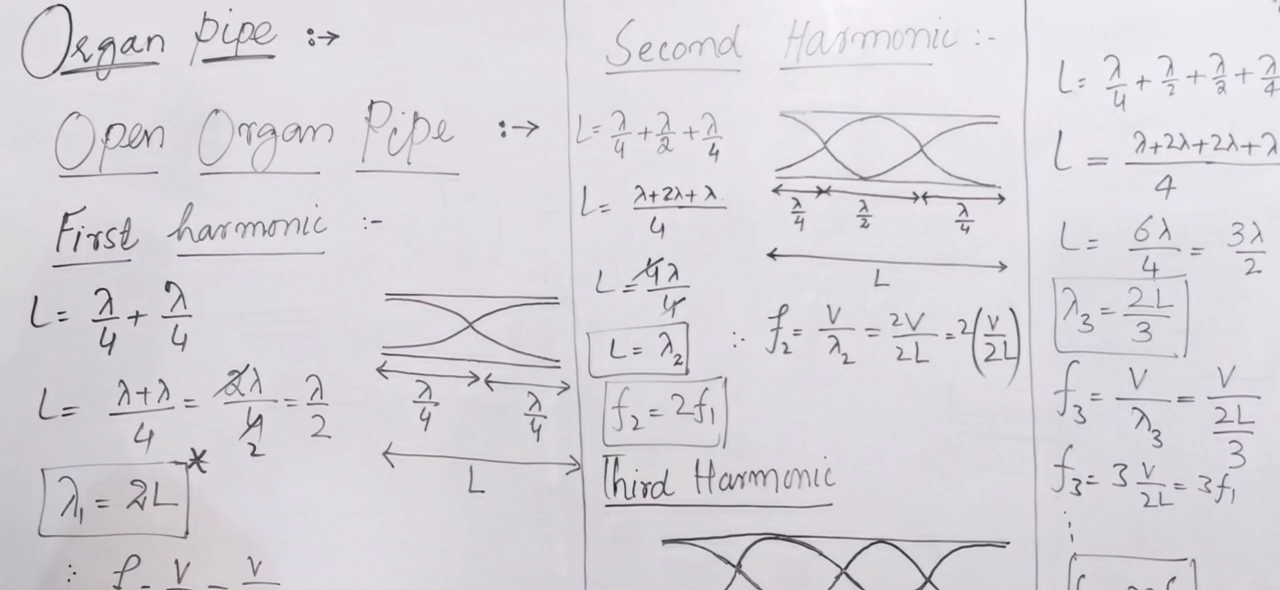 Organ pipe :→
Open Organ Pipe :→
First harmonic :-
L = λ/4 + λ/4
L = (λ+λ)/4 = 2λ/4 2 = λ/2
λ₁ = 2L *
λ/4 λ/4
L
∴ f = V/ = V/
Second Harmonic :-
L = λ/4 + λ/2 + λ/4
L = (λ+2λ+λ)/4
L = 4λ/4
L = λ₂
λ/4 λ/2 λ/4
L
∴ f₂ = V/λ₂ = 2V/2L = 2(V/2L)
f₂ = 2f₁
Third Harmonic
L = λ/4 + λ/2 + λ/2 + λ/4
L = (λ+2λ+2λ+λ)/4
L = 6λ/4 = 3λ/2
λ₃ = 2L/3
f₃ = V/λ₃ = V/(2L/3)
f₃ = 3 V/2L = 3f₁